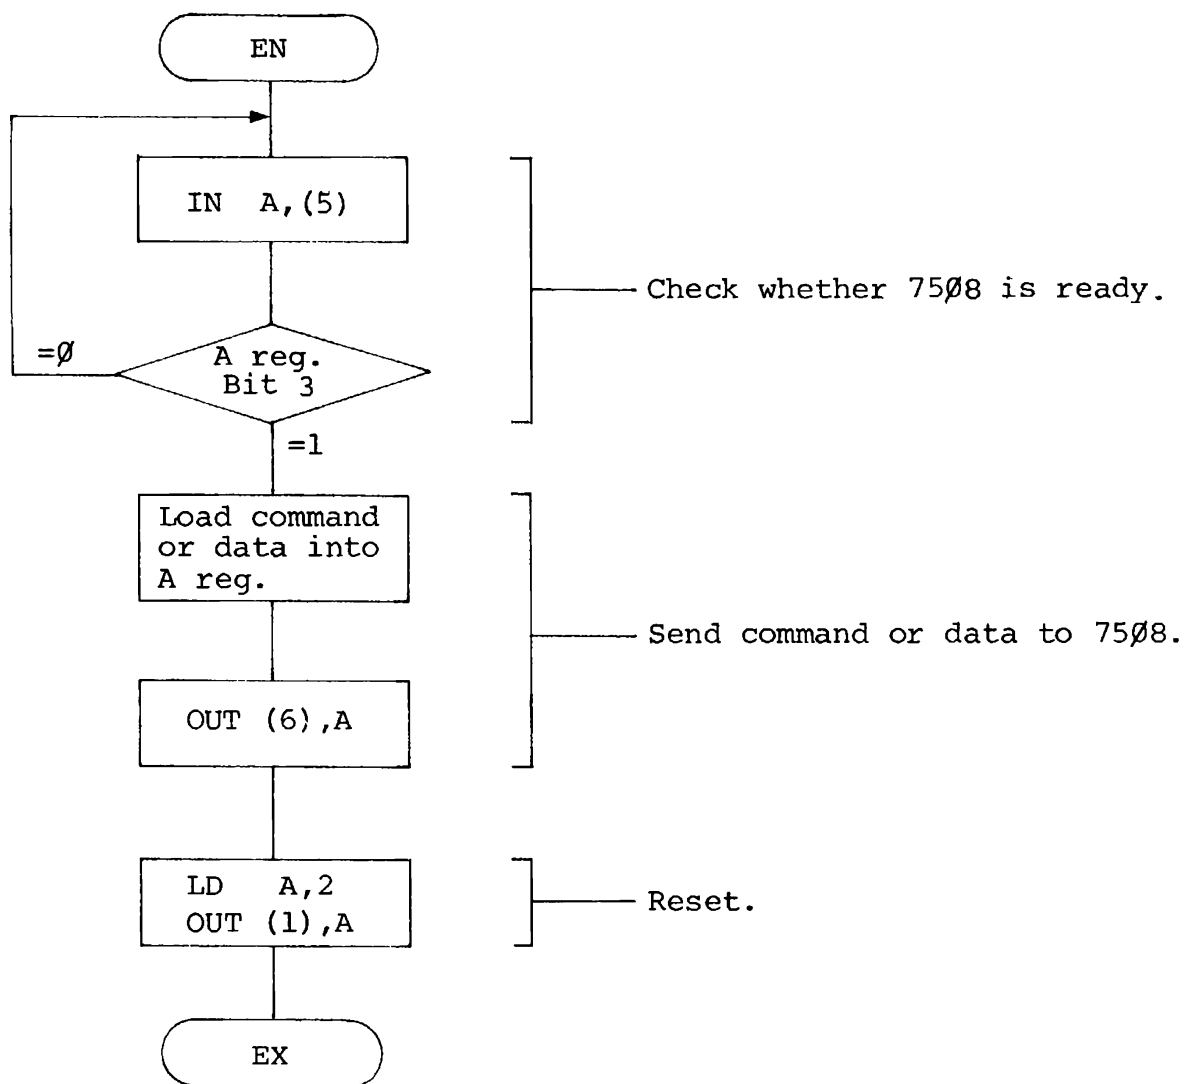 EN
IN A,(5)
Check whether 75Ø8 is ready.
=Ø
A reg.
Bit 3
=1
Load command
or data into
A reg.
Send command or data to 75Ø8.
OUT (6),A
LD A,2
OUT (1),A
Reset.
EX